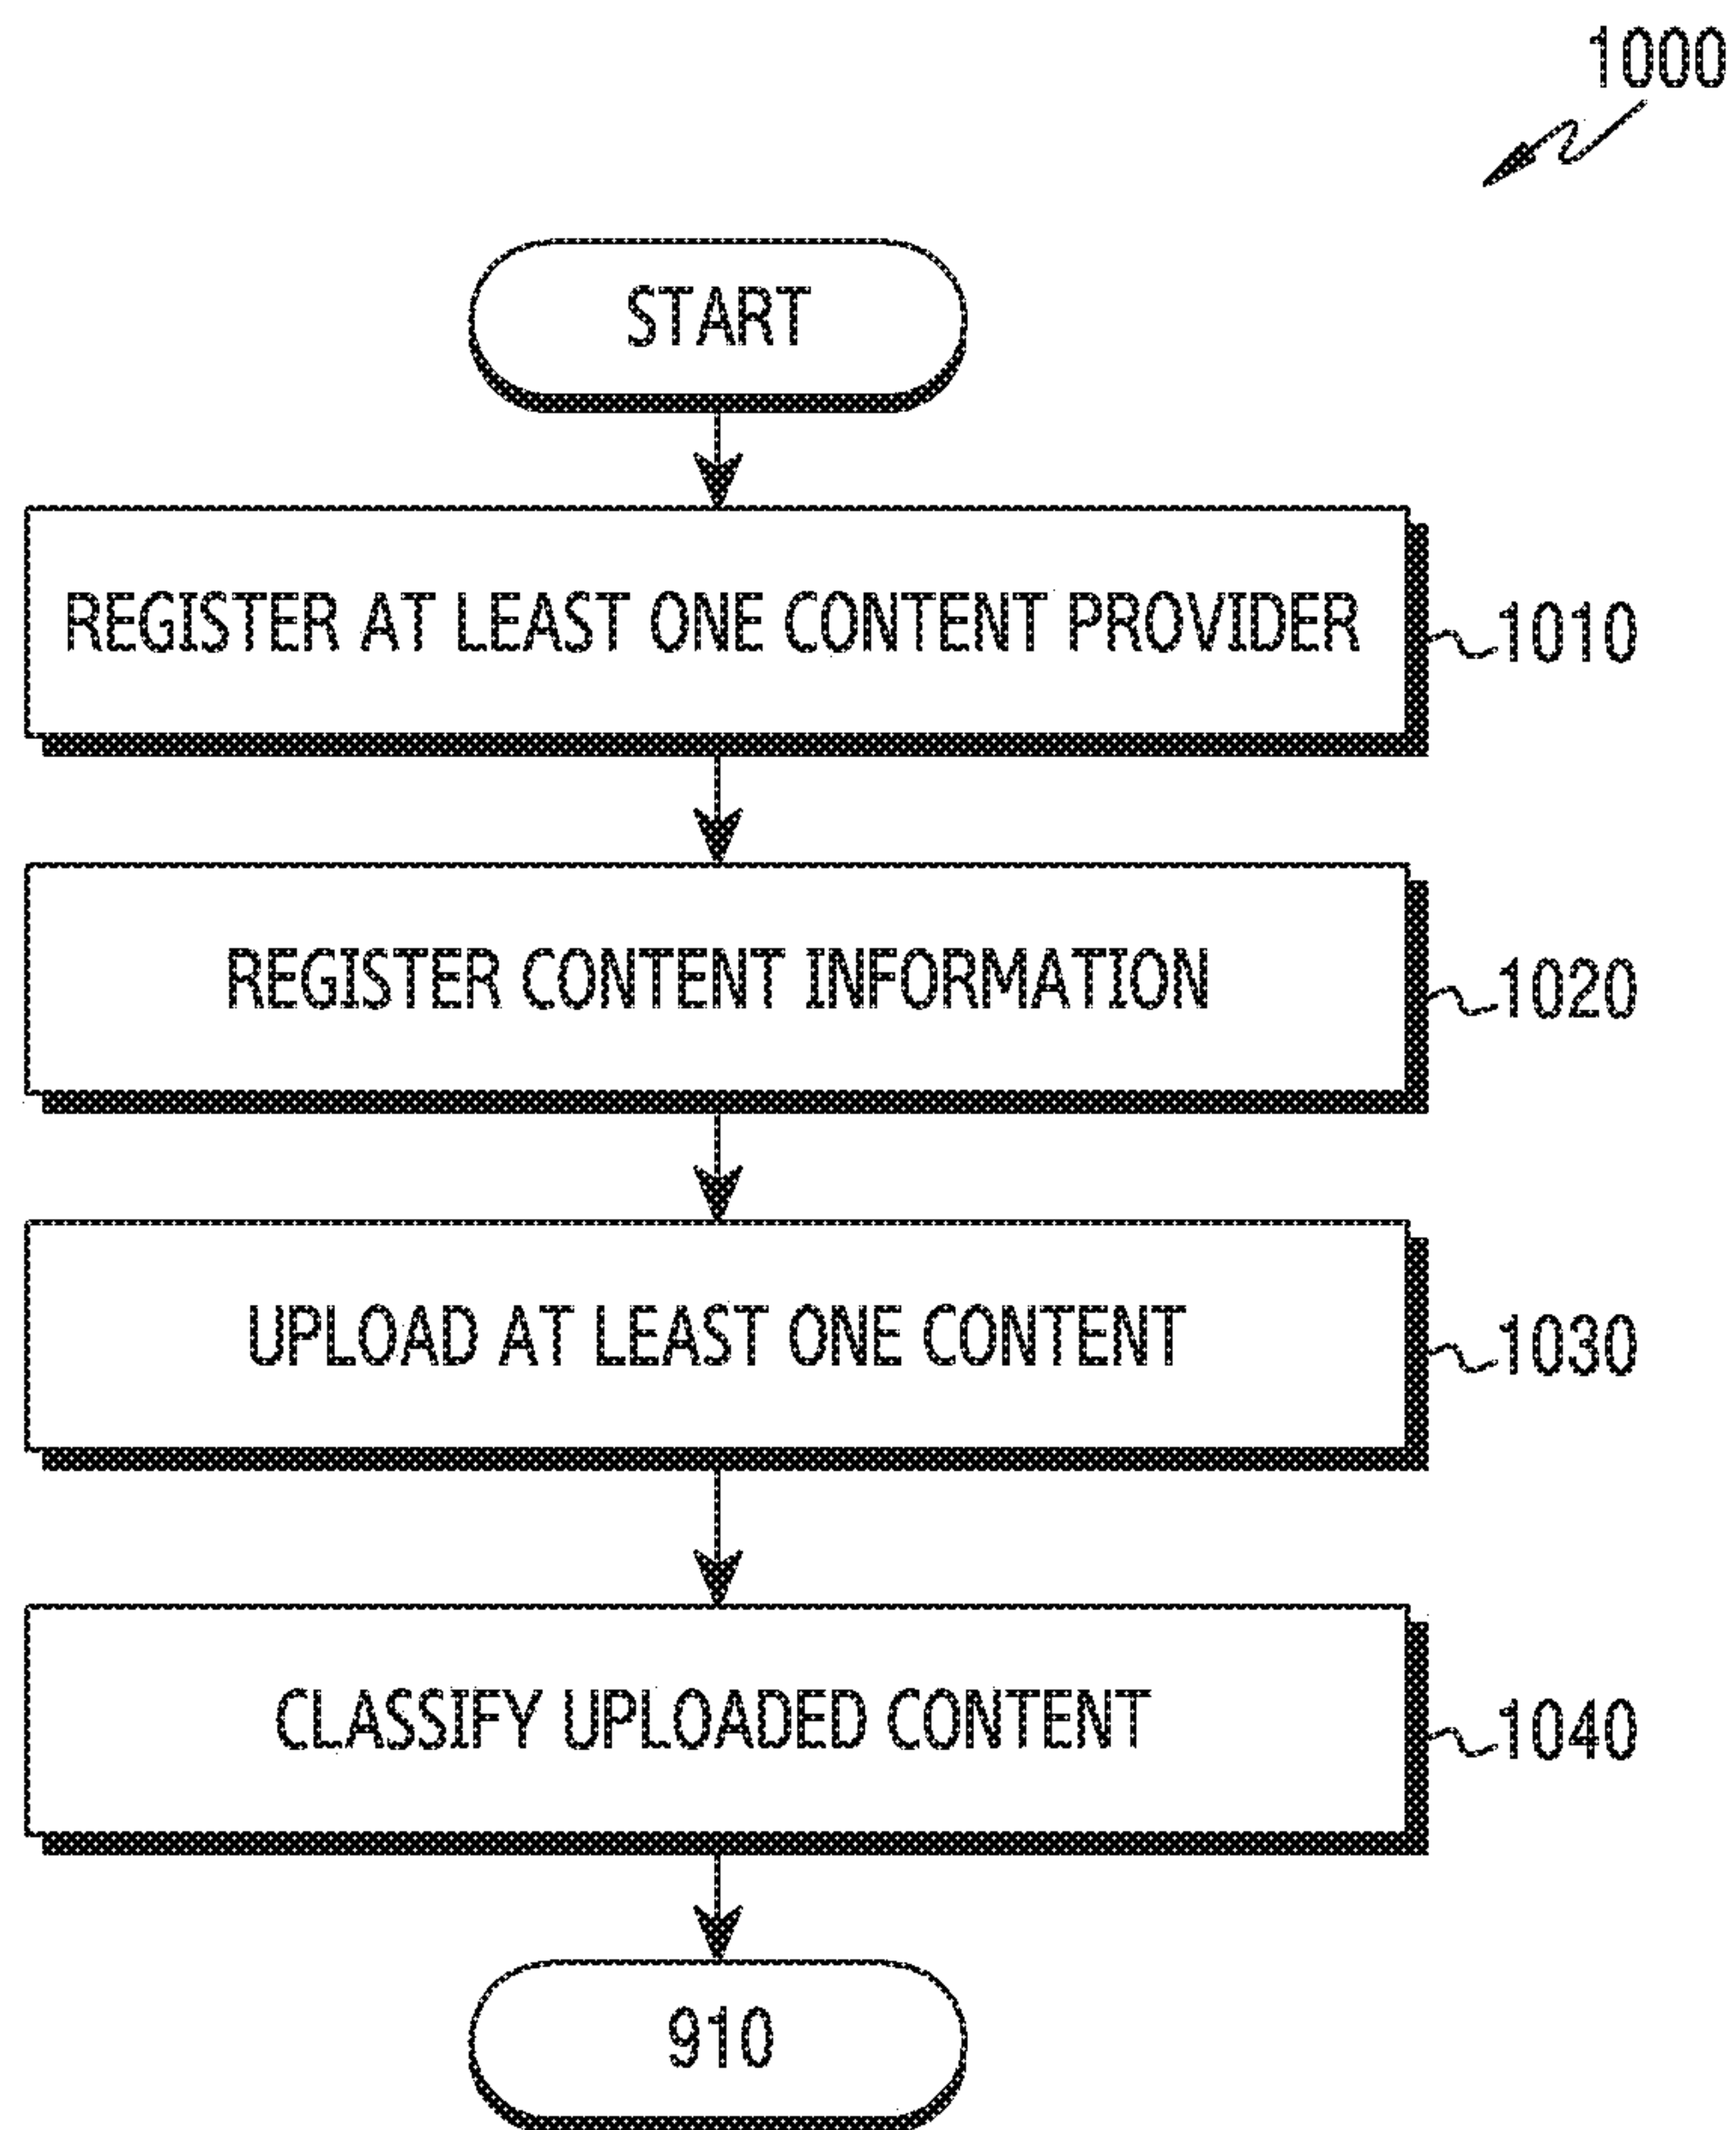 1000
START
REGISTER AT LEAST ONE CONTENT PROVIDER
1010
REGISTER CONTENT INFORMATION
1020
UPLOAD AT LEAST ONE CONTENT
1030
CLASSIFY UPLOADED CONTENT
1040
910